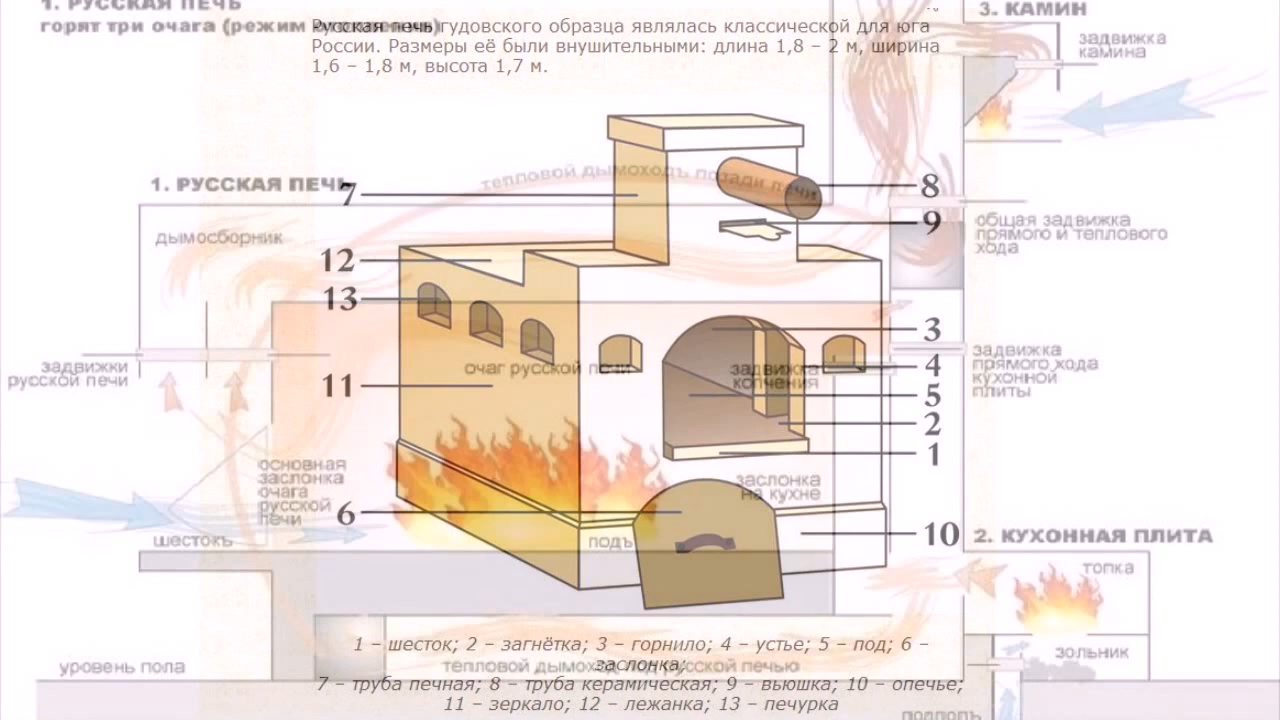 1. РУССКАЯ ПЕЧЬ
горят три очага (режим
Русская печь гудовского образца являлась классической для юга
России. Размеры её были внушительными: длина 1,8 – 2 м, ширина
1,6 – 1,8 м, высота 1,7 м.
3. КАМИН
задвижка
камина
1. РУССКАЯ ПЕЧЬ
тепловой дымоходъ позади печи
7
8
9
дымосборник
общая задвижка
прямого и теплового
хода
12
13
3
4
5
2
1
задвижки
русской печи
11
очаг русской печи
задвижка
копчения
задвижка
прямого хода
кухонной
плиты
основная
заслонка
очага
русской
печи
заслонка
на кухне
6
10
шестокъ
подъ
2. КУХОННАЯ ПЛИТА
топка
зольник
уровень пола
тепловой дымоход под русской печью
1 – шесток; 2 – загнётка; 3 – горнило; 4 – устье; 5 – под; 6 –
заслонка;
7 – труба печная; 8 – труба керамическая; 9 – вьюшка; 10 – опечье;
11 – зеркало; 12 – лежанка; 13 – печурка